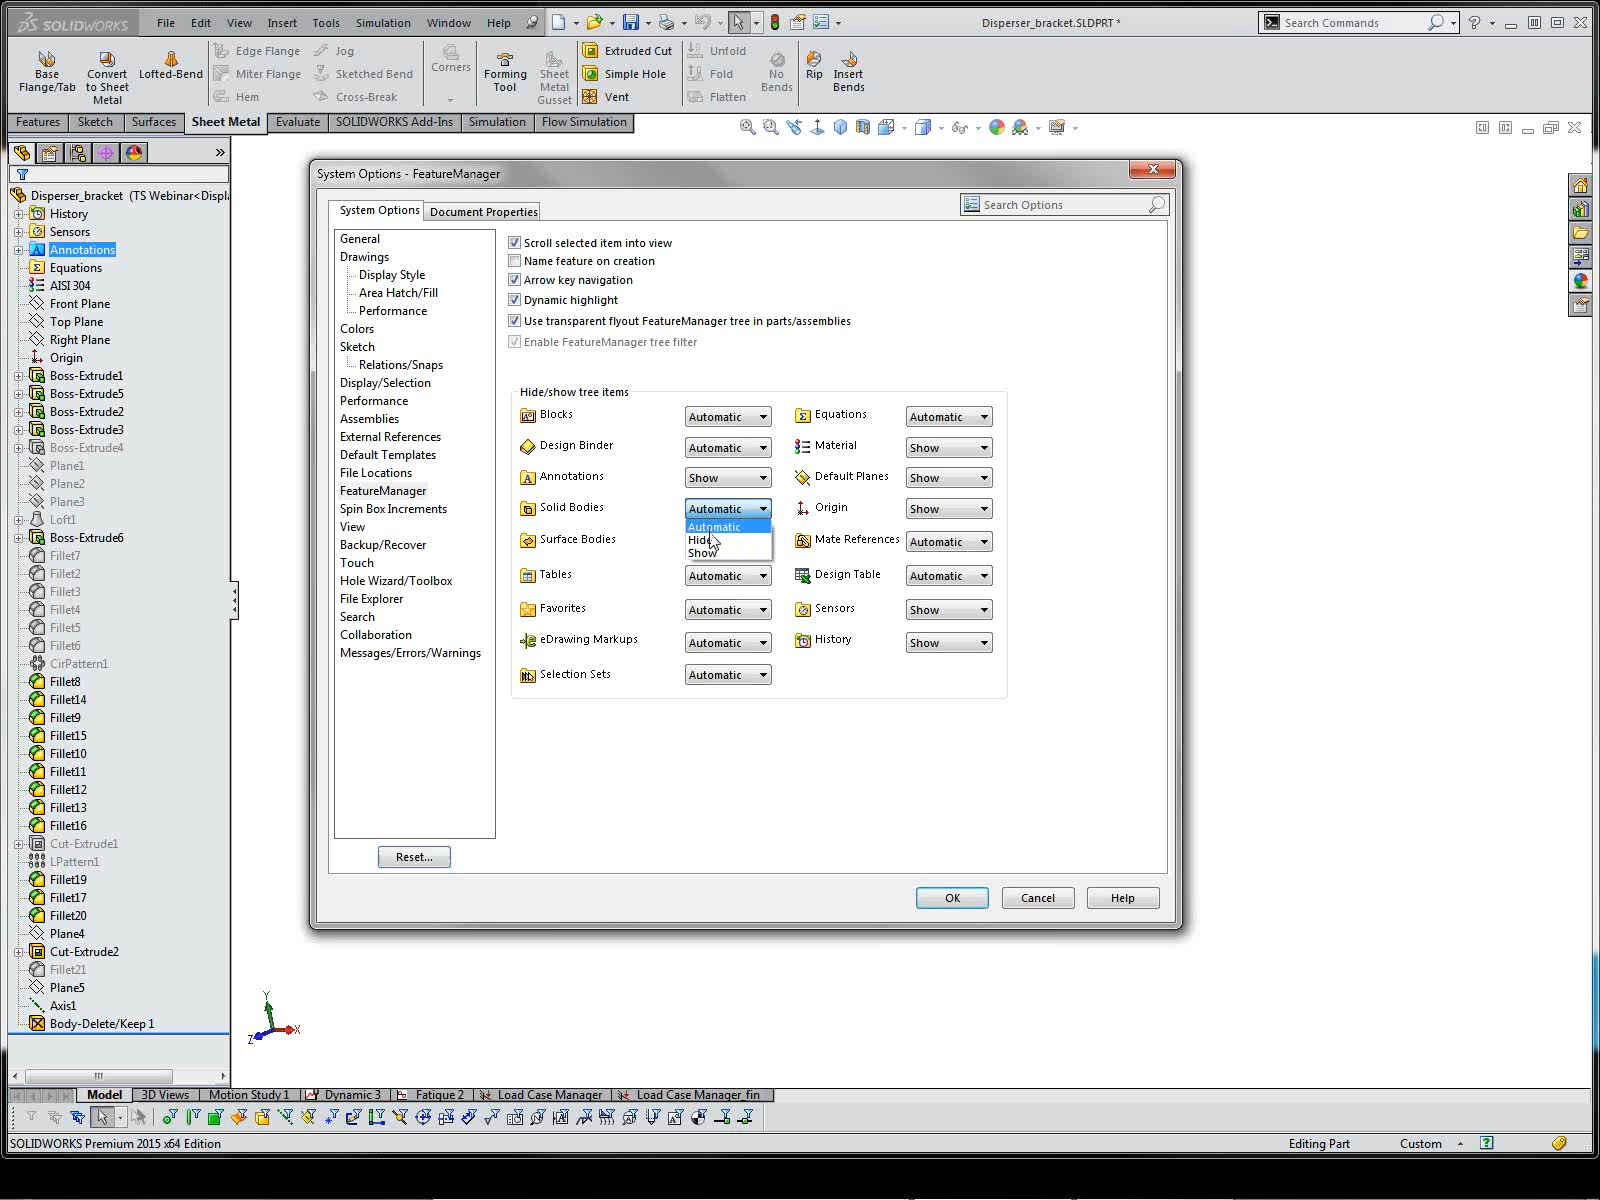 SOLIDWORKS File Edit View Insert Tools Simulation Window Help Disperser_bracket.SLDPRT * Search Commands
Base Flange/Tab
Convert to Sheet Metal
Lofted-Bend
Edge Flange
Miter Flange
Hem
Jog
Sketched Bend
Cross-Break
Corners
Forming Tool
Sheet Metal Gusset
Extruded Cut
Simple Hole
Vent
Unfold
Fold
Flatten
No Bends
Rip
Insert Bends
Features Sketch Surfaces Sheet Metal Evaluate SOLIDWORKS Add-Ins Simulation Flow Simulation
Disperser_bracket (TS Webinar<Displ
History
Sensors
Annotations
Equations
AISI 304
Front Plane
Top Plane
Right Plane
Origin
Boss-Extrude1
Boss-Extrude5
Boss-Extrude2
Boss-Extrude3
Boss-Extrude4
Plane1
Plane2
Plane3
Loft1
Boss-Extrude6
Fillet7
Fillet2
Fillet3
Fillet4
Fillet5
Fillet6
CirPattern1
Fillet8
Fillet14
Fillet9
Fillet15
Fillet10
Fillet11
Fillet12
Fillet13
Fillet16
Cut-Extrude1
LPattern1
Fillet19
Fillet17
Fillet20
Plane4
Cut-Extrude2
Fillet21
Plane5
Axis1
Body-Delete/Keep 1
System Options - FeatureManager
System Options Document Properties
Search Options
General
Drawings
Display Style
Area Hatch/Fill
Performance
Colors
Sketch
Relations/Snaps
Display/Selection
Performance
Assemblies
External References
Default Templates
File Locations
FeatureManager
Spin Box Increments
View
Backup/Recover
Touch
Hole Wizard/Toolbox
File Explorer
Search
Collaboration
Messages/Errors/Warnings
Reset...
Scroll selected item into view
Name feature on creation
Arrow key navigation
Dynamic highlight
Use transparent flyout FeatureManager tree in parts/assemblies
Enable FeatureManager tree filter
Hide/show tree items
Blocks Automatic Equations Automatic
Design Binder Automatic Material Show
Annotations Show Default Planes Show
Solid Bodies Automatic Origin Show
Automatic
Hide
Show
Surface Bodies Mate References Automatic
Tables Automatic Design Table Automatic
Favorites Automatic Sensors Show
eDrawing Markups Automatic History Show
Selection Sets Automatic
OK Cancel Help
Y
X
Z
Model 3D Views Motion Study 1 Dynamic 3 Fatigue 2 Load Case Manager Load Case Manager_fin
SOLIDWORKS Premium 2015 x64 Edition Editing Part Custom